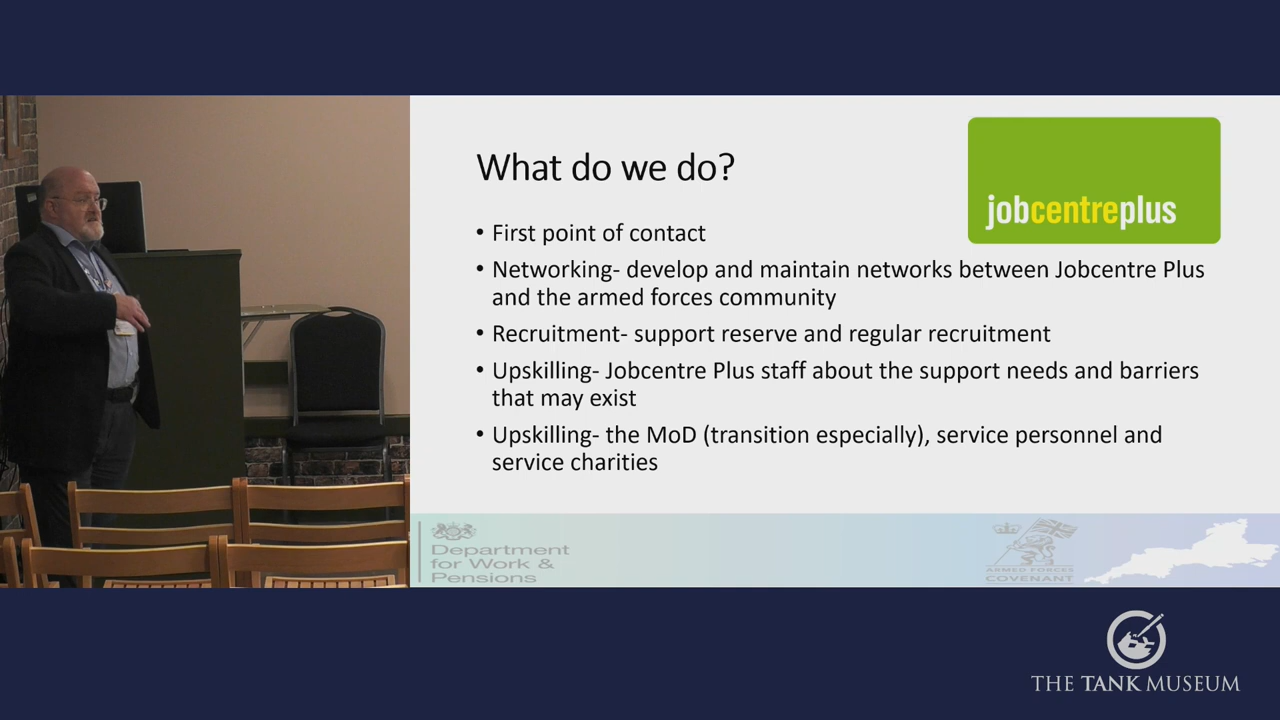 What do we do?
jobcentreplus
• First point of contact
• Networking- develop and maintain networks between Jobcentre Plus
and the armed forces community
• Recruitment- support reserve and regular recruitment
• Upskilling- Jobcentre Plus staff about the support needs and barriers
that may exist
• Upskilling- the MoD (transition especially), service personnel and
service charities
Department
for Work &
Pensions
ARMED FORCES
COVENANT
THE TANK MUSEUM